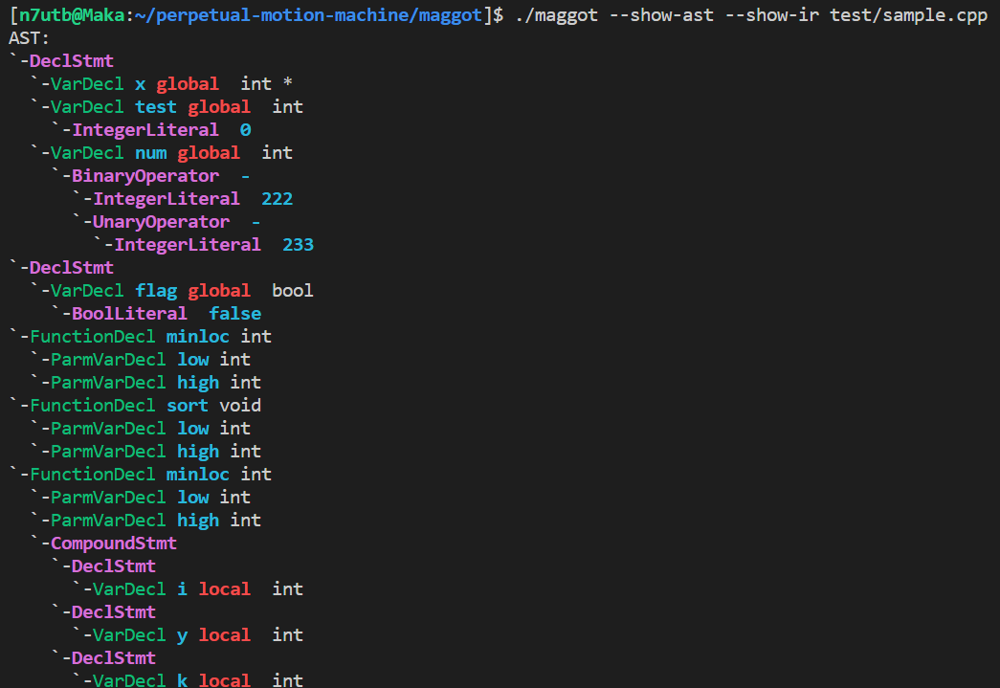 [n7utb@Maka:~/perpetual-motion-machine/maggot]$ ./maggot --show-ast --show-ir test/sample.cpp
AST:
`-DeclStmt
  `-VarDecl x global  int *
  `-VarDecl test global  int
    `-IntegerLiteral  0
  `-VarDecl num global  int
    `-BinaryOperator  -
      `-IntegerLiteral  222
      `-UnaryOperator  -
        `-IntegerLiteral  233
`-DeclStmt
  `-VarDecl flag global  bool
    `-BoolLiteral  false
`-FunctionDecl minloc int
  `-ParmVarDecl low int
  `-ParmVarDecl high int
`-FunctionDecl sort void
  `-ParmVarDecl low int
  `-ParmVarDecl high int
`-FunctionDecl minloc int
  `-ParmVarDecl low int
  `-ParmVarDecl high int
  `-CompoundStmt
    `-DeclStmt
      `-VarDecl i local  int
    `-DeclStmt
      `-VarDecl y local  int
    `-DeclStmt
      `-VarDecl k local  int